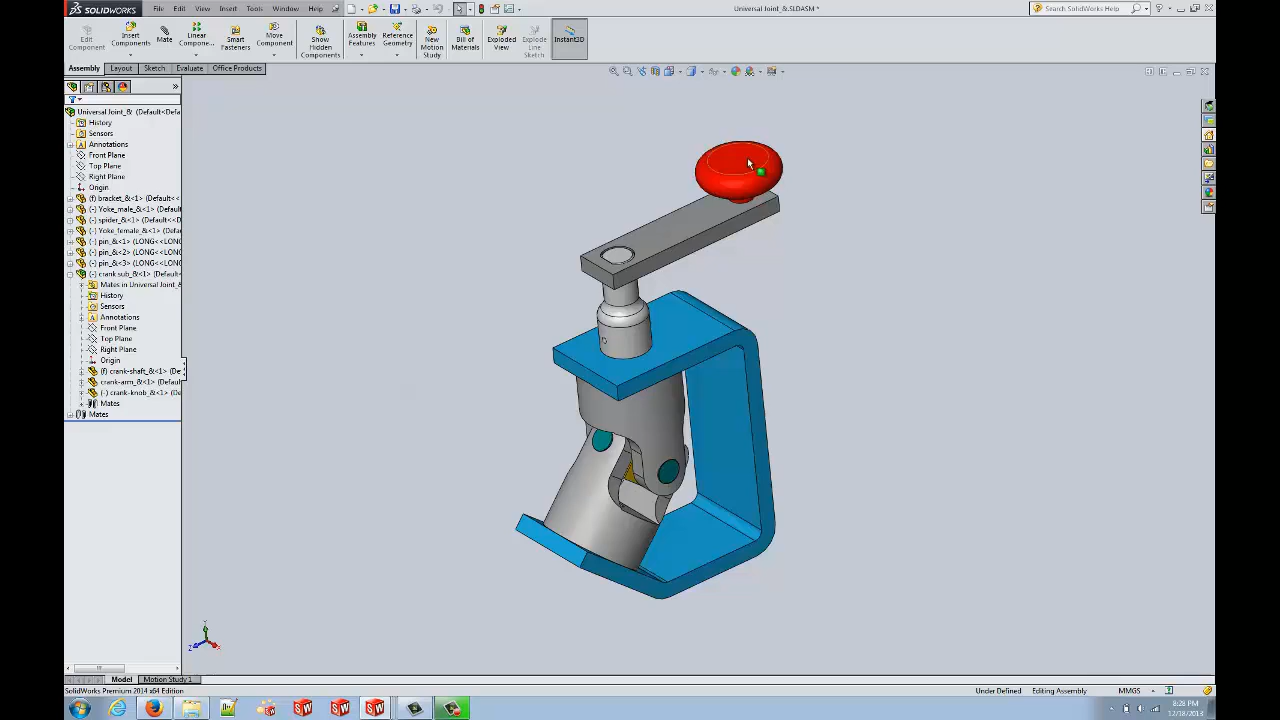 SOLIDWORKS
File Edit View Insert Tools Window Help
Universal Joint_&.SLDASM *
Search SolidWorks Help
Edit Component
Insert Components
Mate
Linear Compone...
Smart Fasteners
Move Component
Show Hidden Components
Assembly Features
Reference Geometry
New Motion Study
Bill of Materials
Exploded View
Explode Line Sketch
Instant3D
Assembly Layout Sketch Evaluate Office Products
Universal Joint_& (Default<Defa
History
Sensors
Annotations
Front Plane
Top Plane
Right Plane
Origin
(f) bracket_&<1> (Default<<
(-) Yoke_male_&<1> (Default
(-) spider_&<1> (Default<<D
(-) Yoke_female_&<1> (Defa
(-) pin_&<1> (LONG<<LONG
(-) pin_&<2> (LONG<<LONG
(-) pin_&<3> (LONG<<LONG
(-) crank sub_&<1> (Default
Mates in Universal Joint_&
History
Sensors
Annotations
Front Plane
Top Plane
Right Plane
Origin
(f) crank-shaft_&<1> (De
crank-arm_&<1> (Defaul
(-) crank-knob_&<1> (De
Mates
Mates
Y
Z
X
Model Motion Study 1
SolidWorks Premium 2014 x64 Edition
Under Defined Editing Assembly MMGS
8:28 PM
12/18/2013